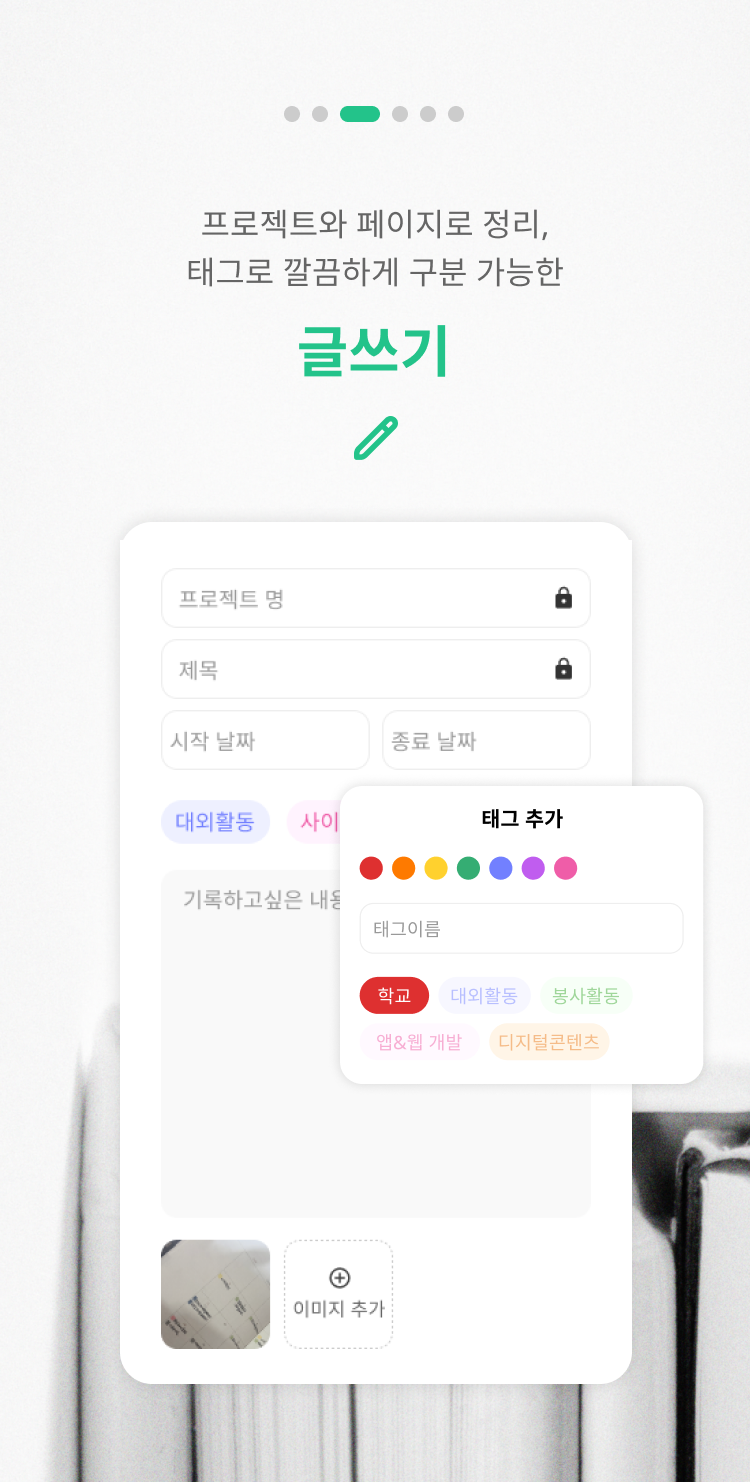 프로젝트와 페이지로 정리,
태그로 깔끔하게 구분 가능한
글쓰기
프로젝트 명
제목
시작 날짜
종료 날짜
대외활동
사이
기록하고싶은 내용
태그 추가
태그이름
학교
대외활동
봉사활동
앱&웹 개발
디지털콘텐츠
이미지 추가